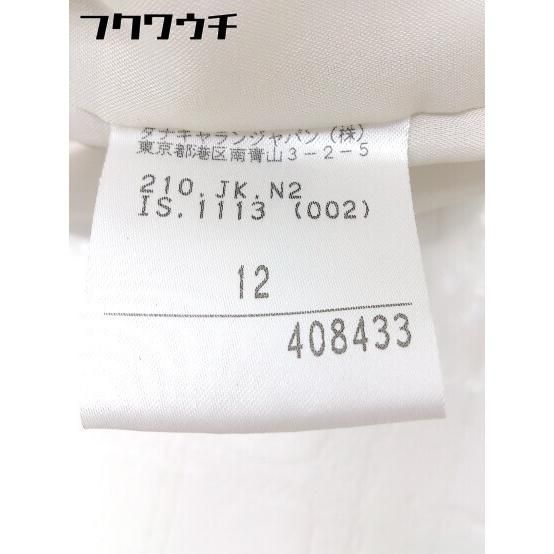 フクワウチ
ダナキャランジャパン(株)
東京都港区南青山3-2-5
210.JK.N2
IS.1113 (002)
12
408433